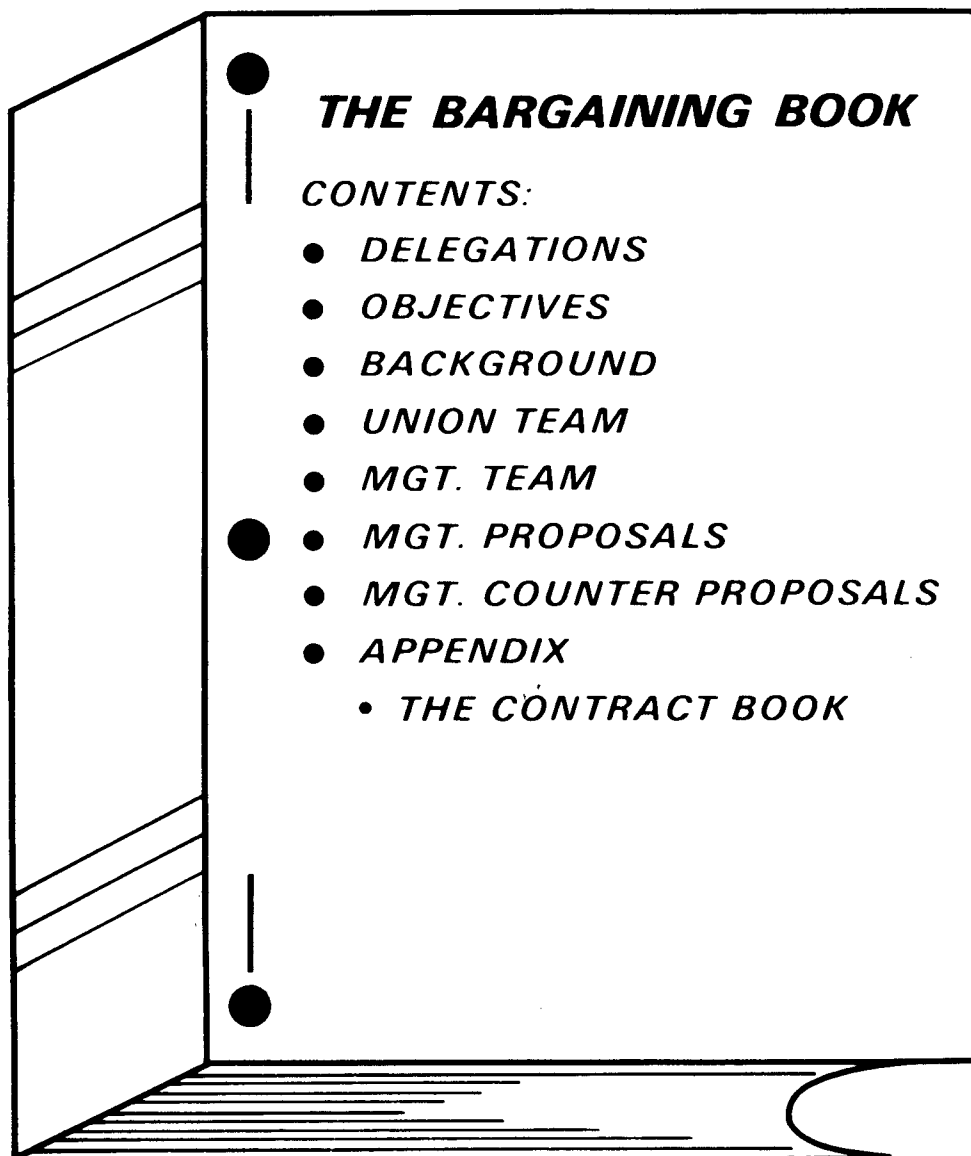 THE BARGAINING BOOK
CONTENTS:
● DELEGATIONS
● OBJECTIVES
● BACKGROUND
● UNION TEAM
● MGT. TEAM
● MGT. PROPOSALS
● MGT. COUNTER PROPOSALS
● APPENDIX
• THE CONTRACT BOOK